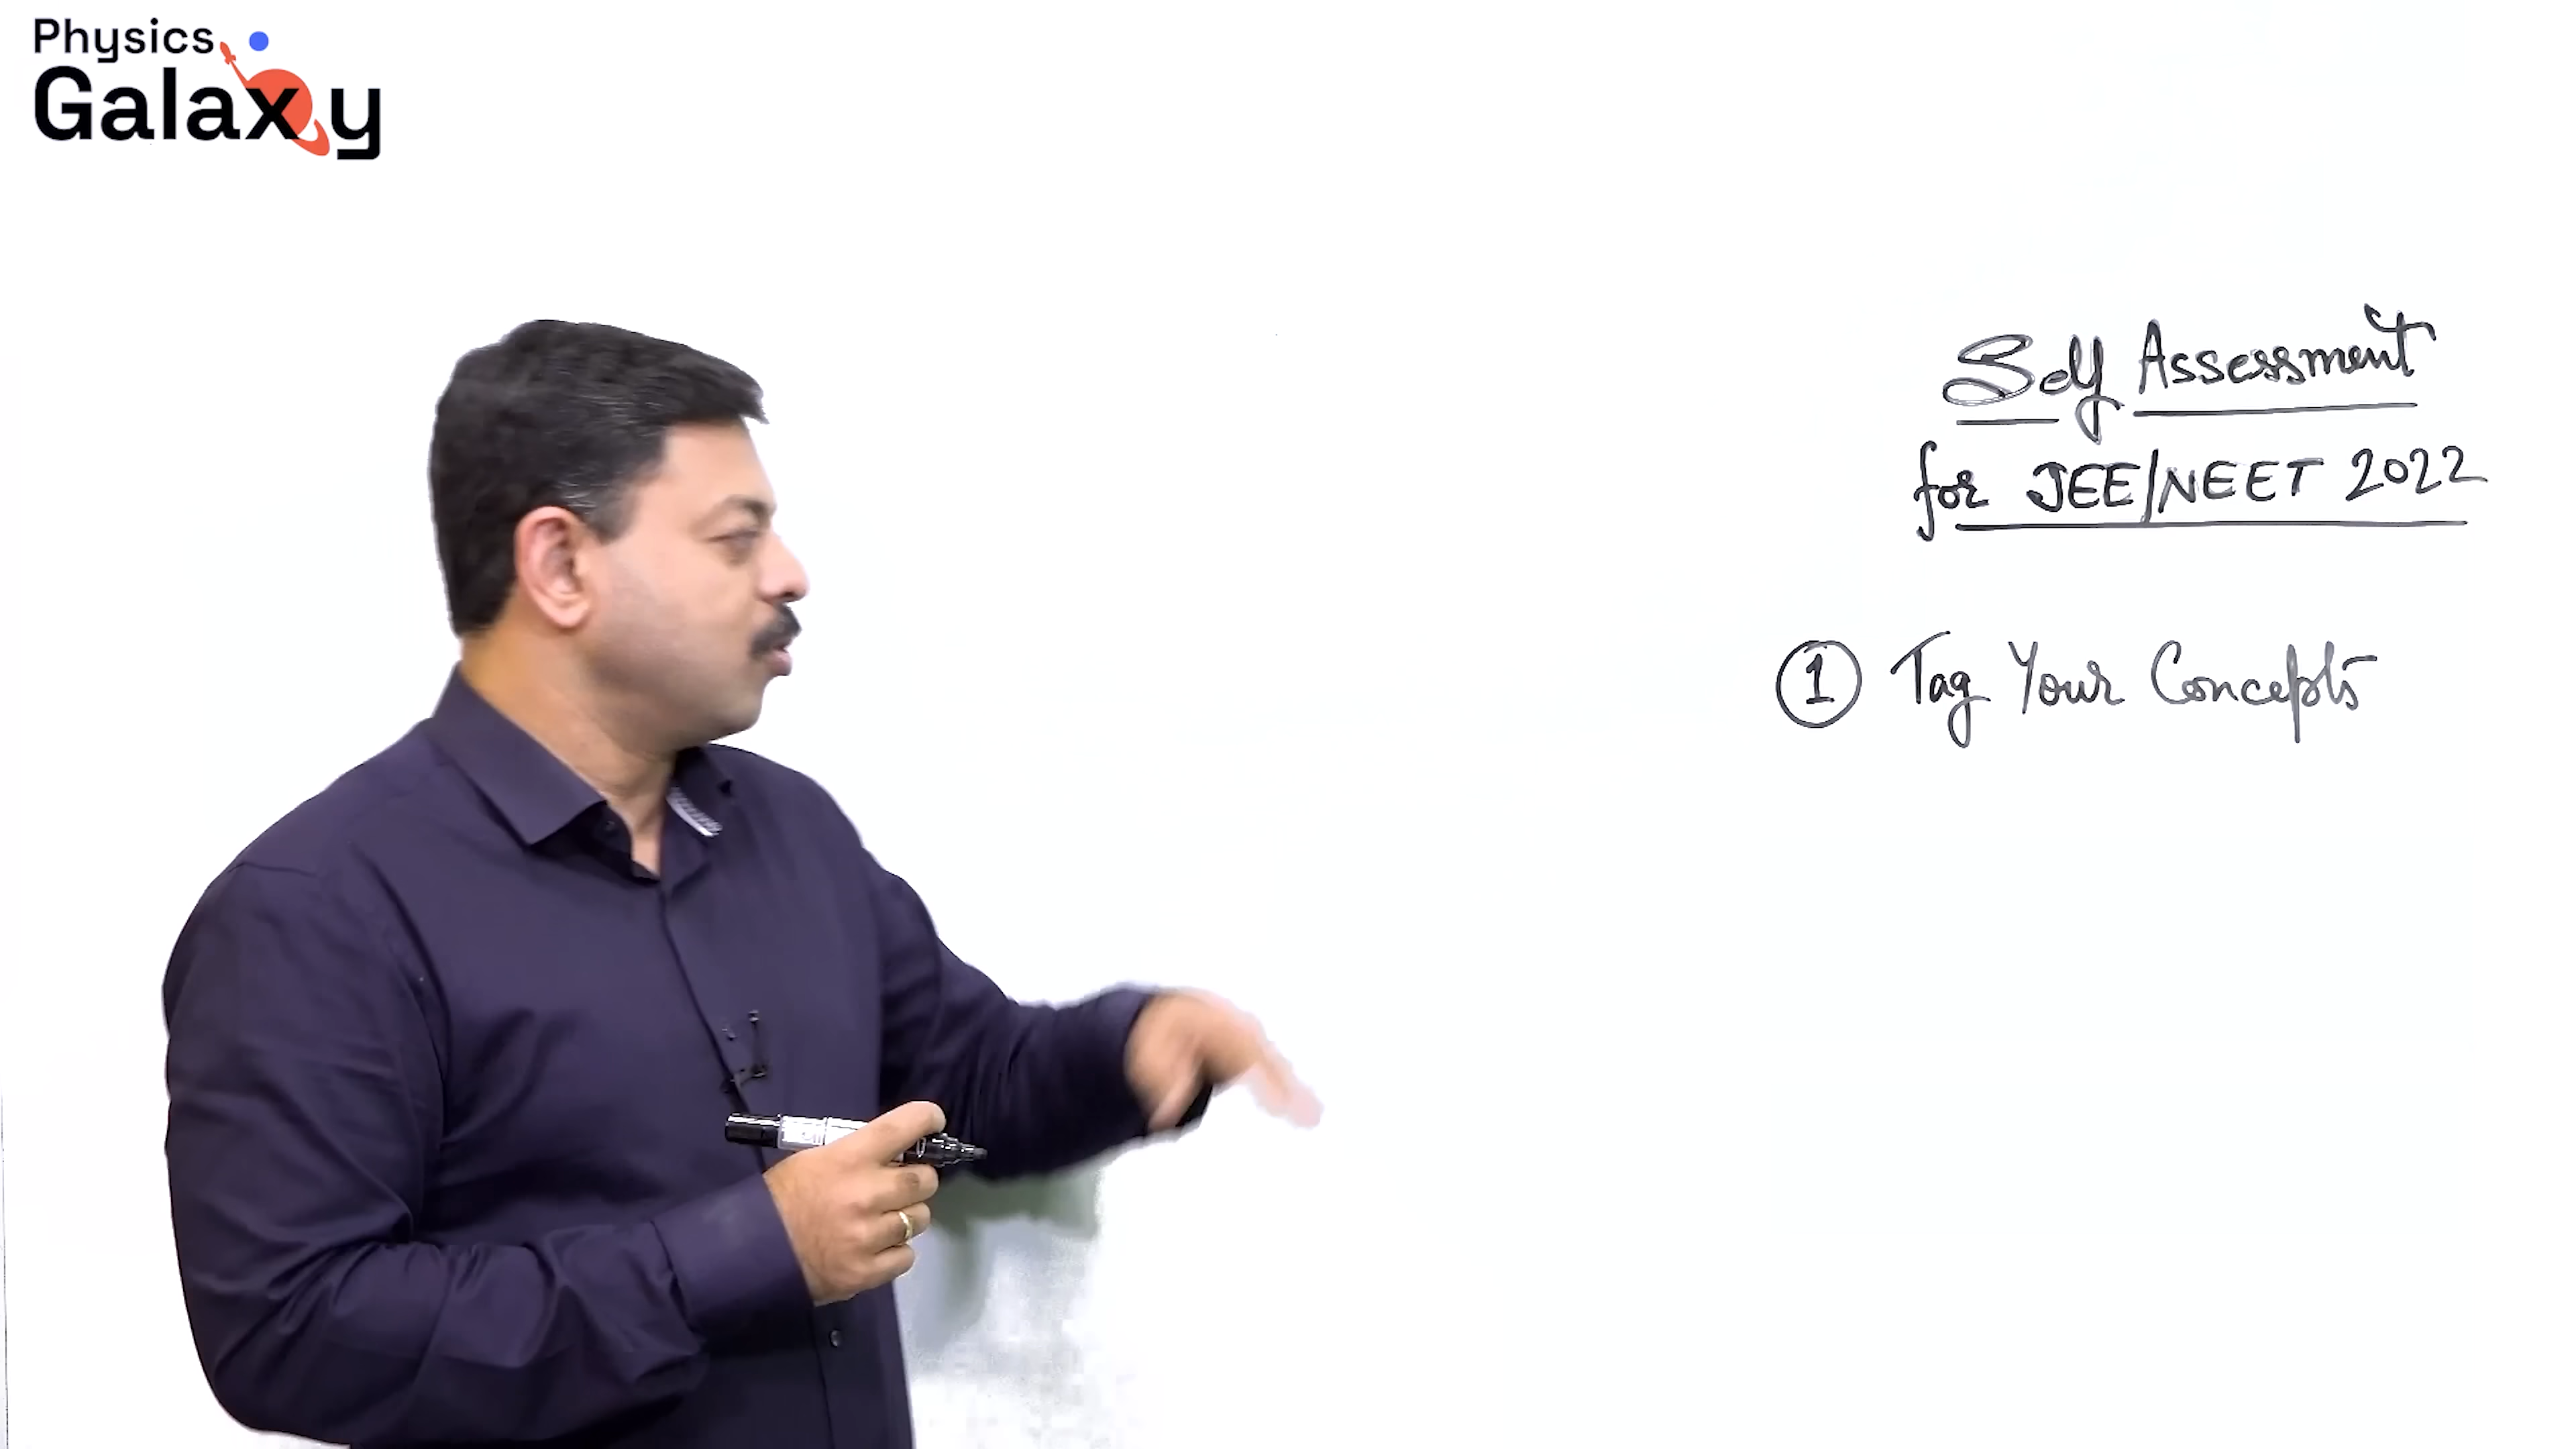 Physics
Galaxy
Self Assessment
for JEE/NEET 2022
1 Tag Your Concepts